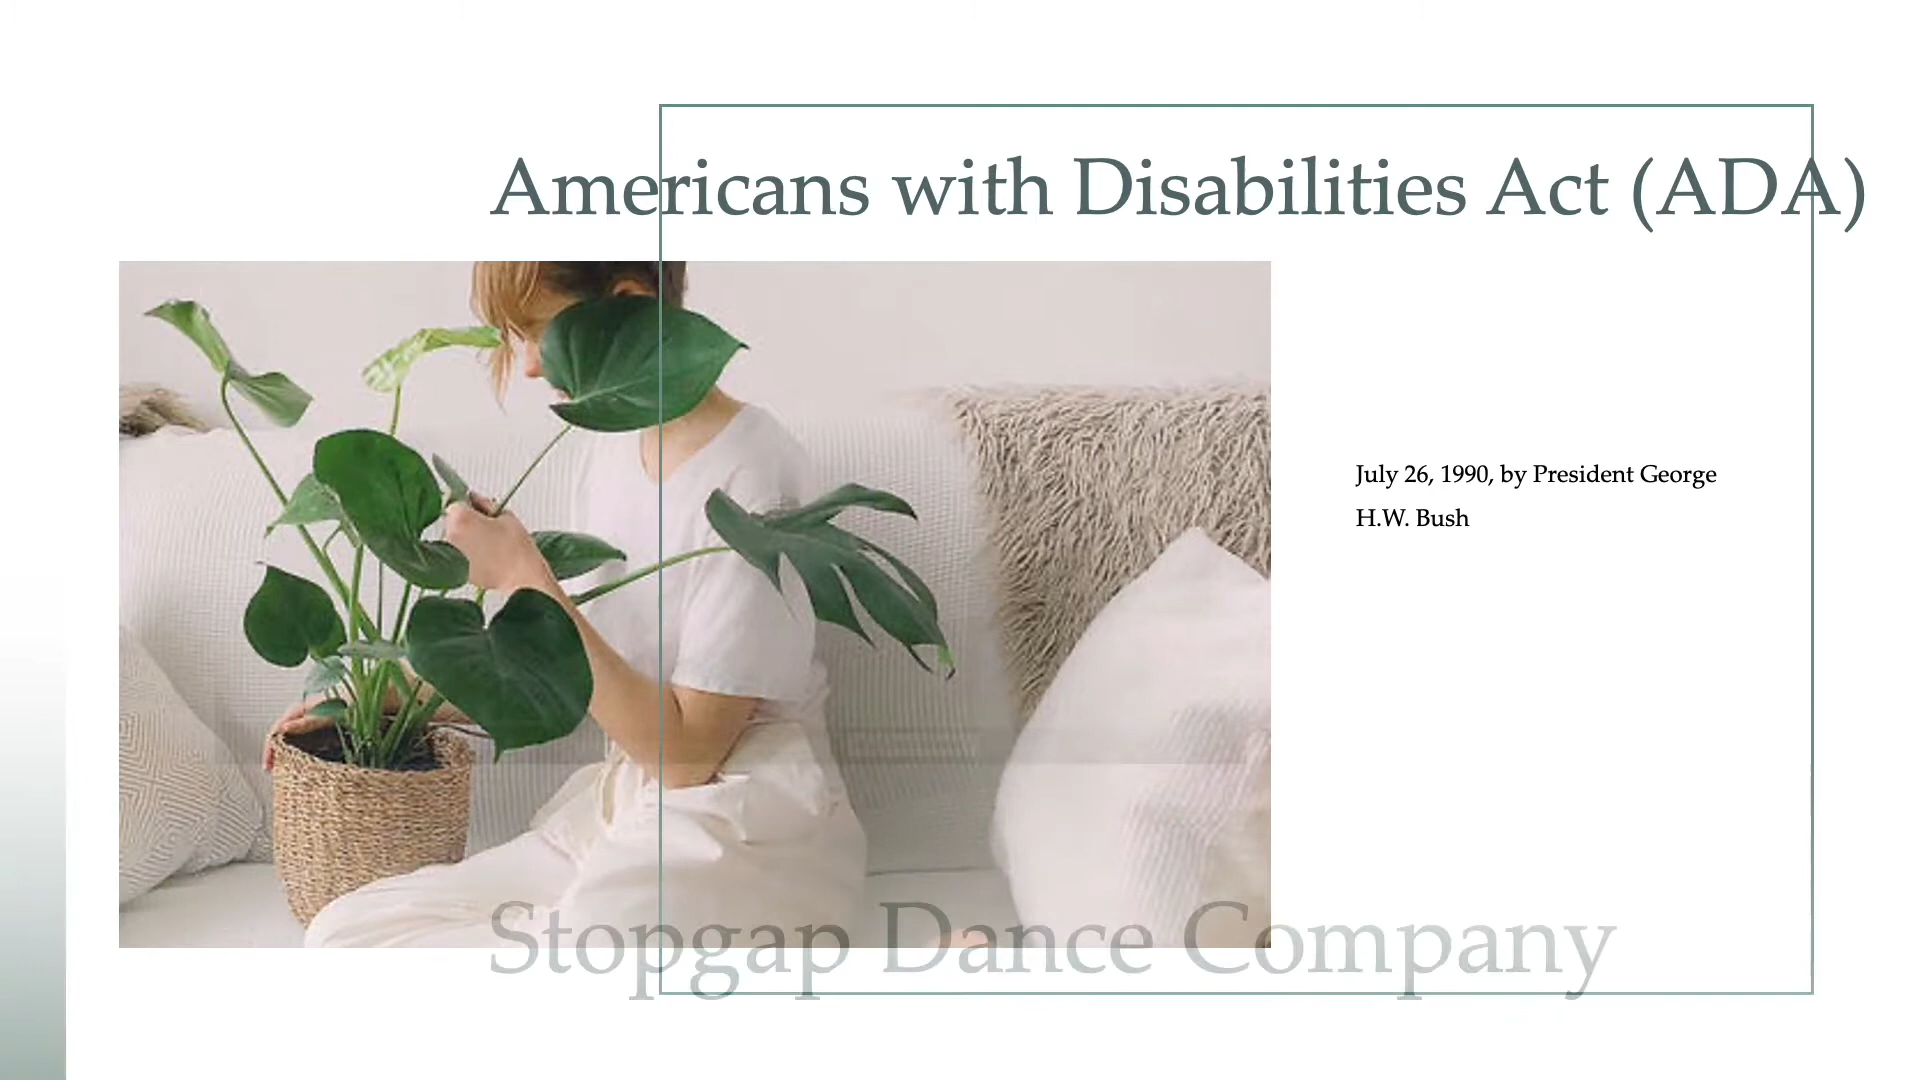 Americans with Disabilities Act (ADA)
July 26, 1990, by President George
H.W. Bush
Stopgap Dance Company